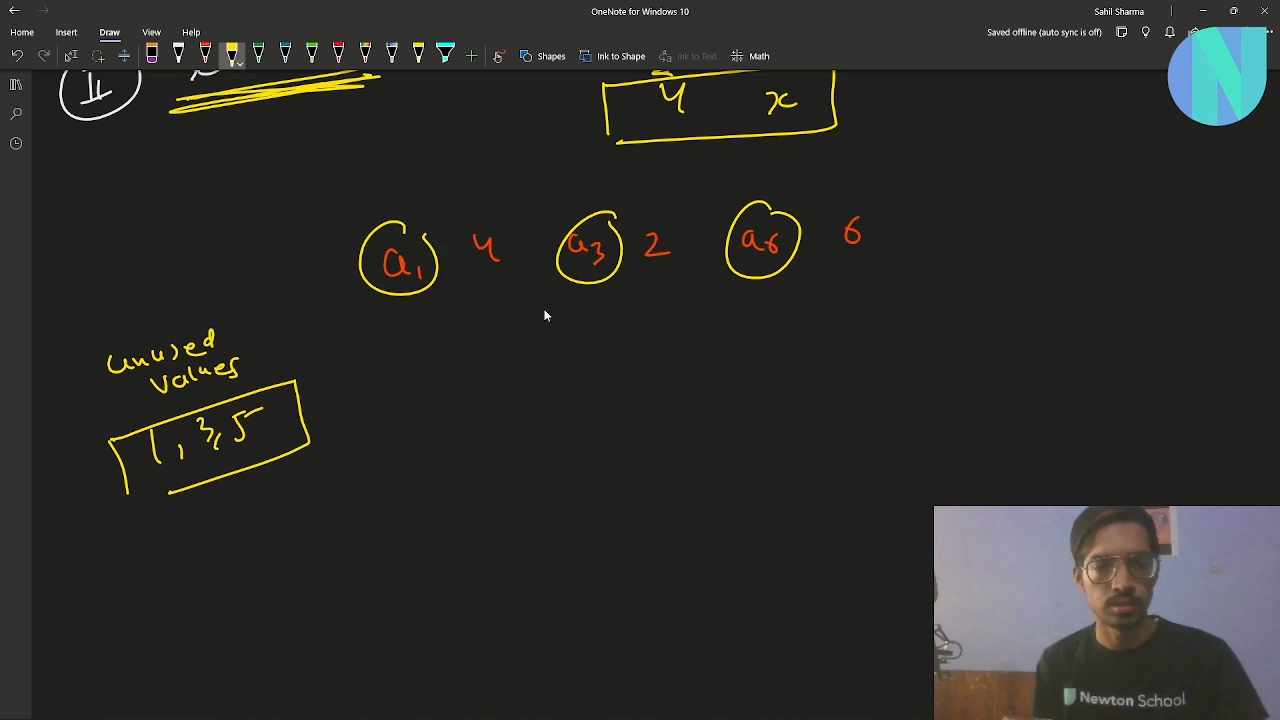 OneNote for Windows 10
Sahil Sharma
Home Insert Draw View Help
Saved offline (auto sync is off)
Shapes Ink to Shape Ink to Text Math
II
4 x
a₁ 4 a₃ 2 a₆ 6
unused
values
1, 3, 5
N
Newton School